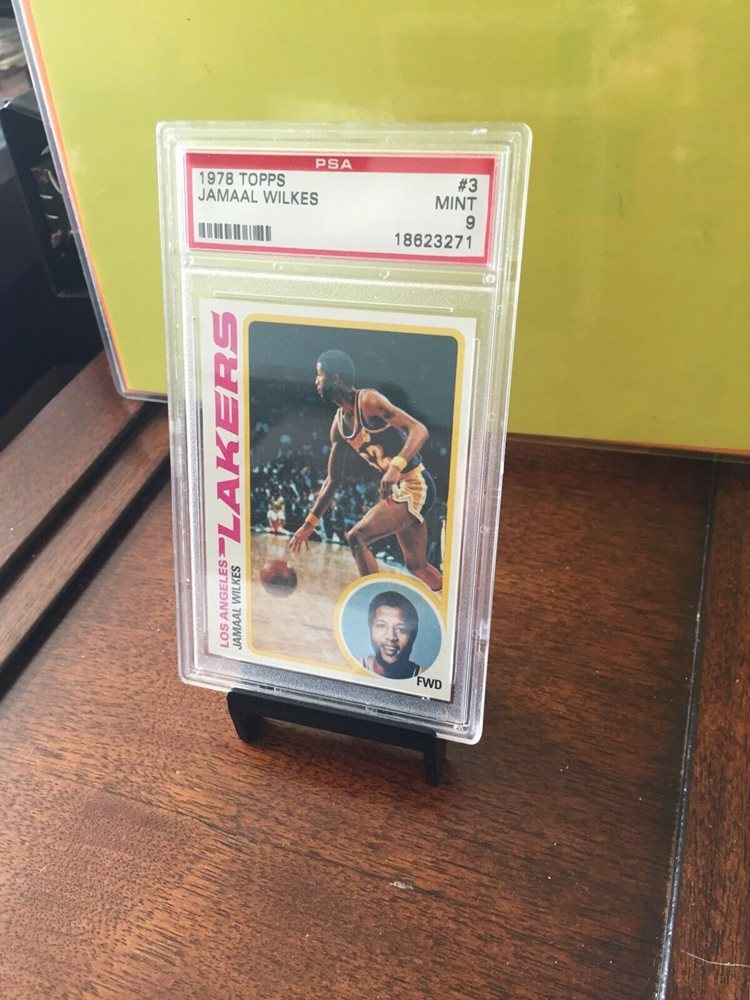 PSA
1978 TOPPS #3
JAMAAL WILKES MINT
9
18623271
LOS ANGELES LAKERS
JAMAAL WILKES
FWD